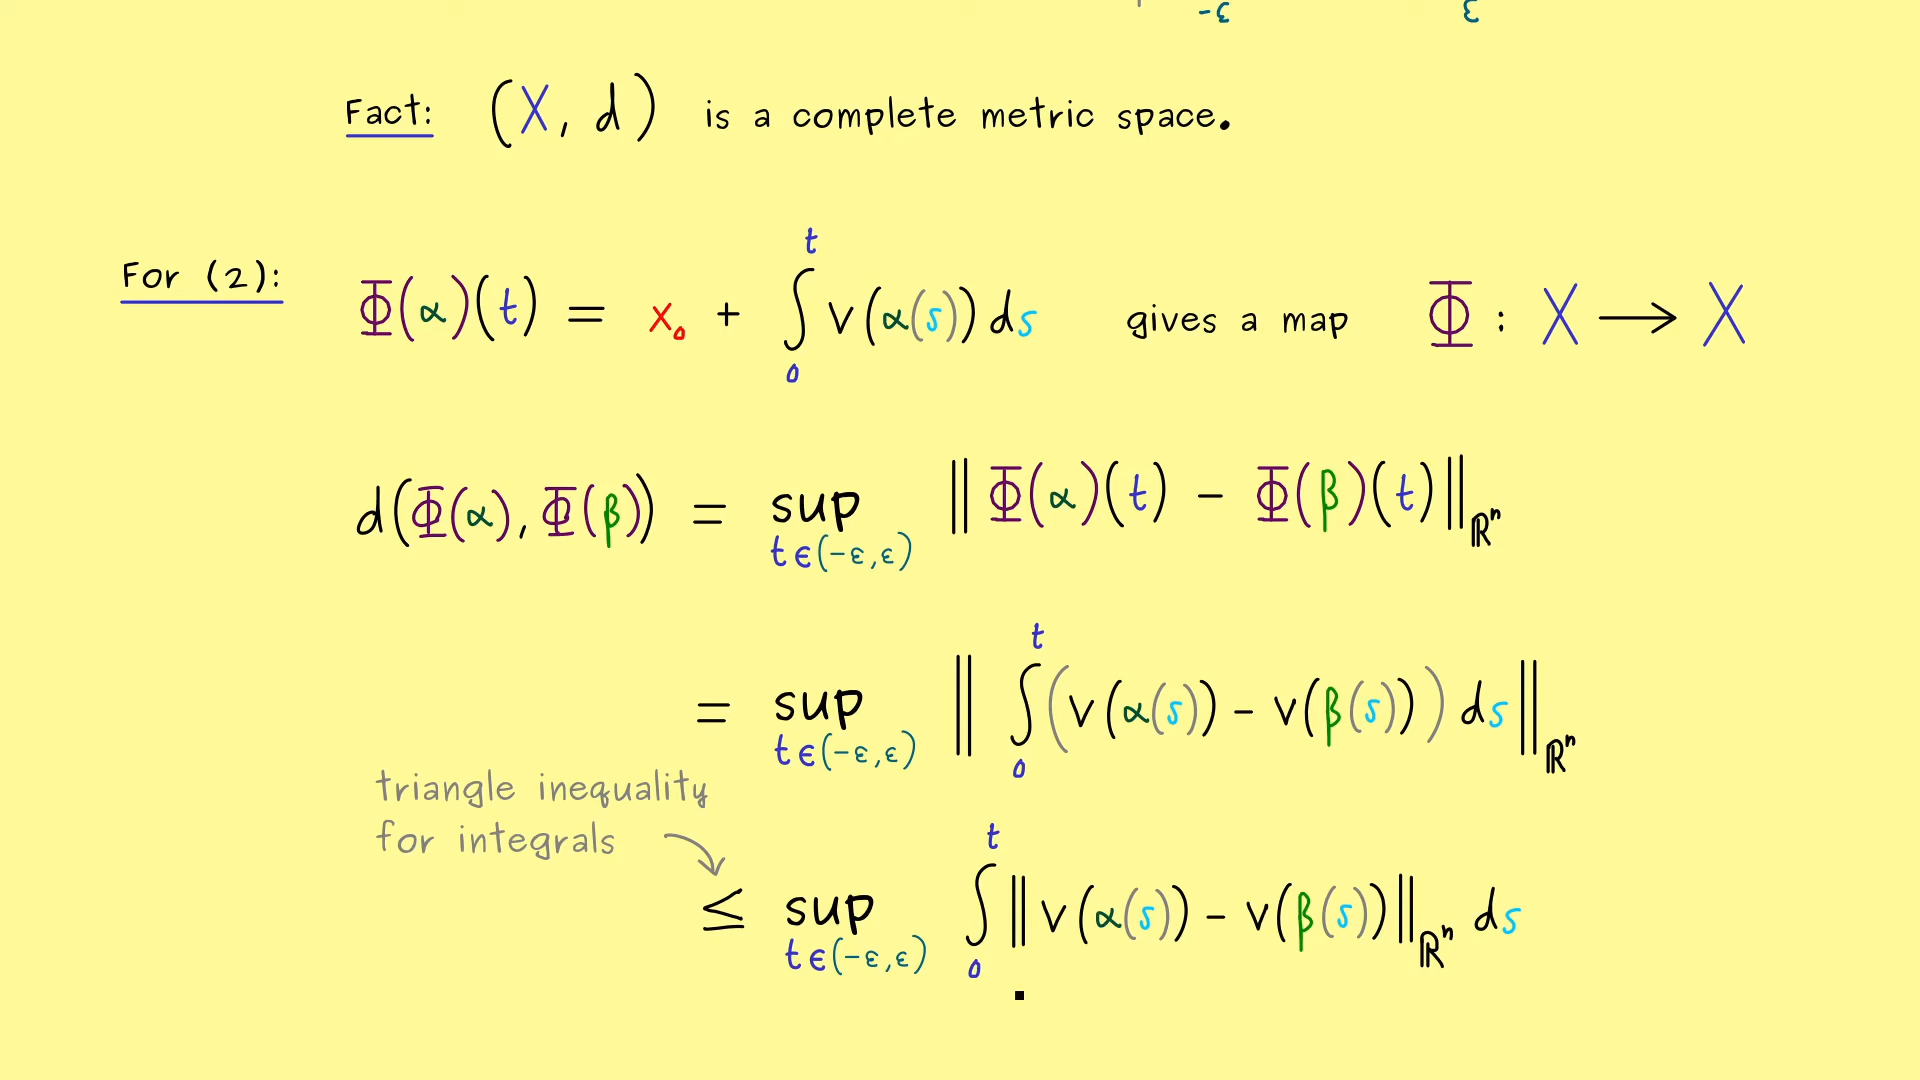 -ε ε
Fact: (X, d) is a complete metric space.
For (2): Φ(α)(t) = x₀ + ∫₀ᵗ v(α(s)) ds gives a map Φ : X ⟶ X
d(Φ(α), Φ(β)) = sup_{t∈(-ε,ε)} ‖Φ(α)(t) - Φ(β)(t)‖_{ℝⁿ}
= sup_{t∈(-ε,ε)} ‖∫₀ᵗ (v(α(s)) - v(β(s))) ds‖_{ℝⁿ}
triangle inequality
for integrals
≤ sup_{t∈(-ε,ε)} ∫₀ᵗ ‖v(α(s)) - v(β(s))‖_{ℝⁿ} ds